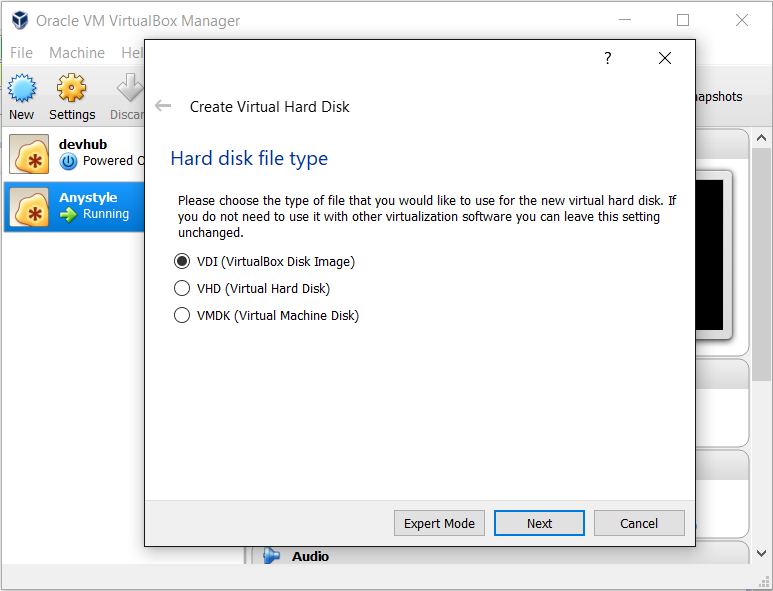 Oracle VM VirtualBox Manager
File Machine Hel
New Settings Discar
apshots
devhub
Powered O
Anystyle
Running
?
Create Virtual Hard Disk
Hard disk file type
Please choose the type of file that you would like to use for the new virtual hard disk. If
you do not need to use it with other virtualization software you can leave this setting
unchanged.
VDI (VirtualBox Disk Image)
VHD (Virtual Hard Disk)
VMDK (Virtual Machine Disk)
Expert Mode Next Cancel
Audio